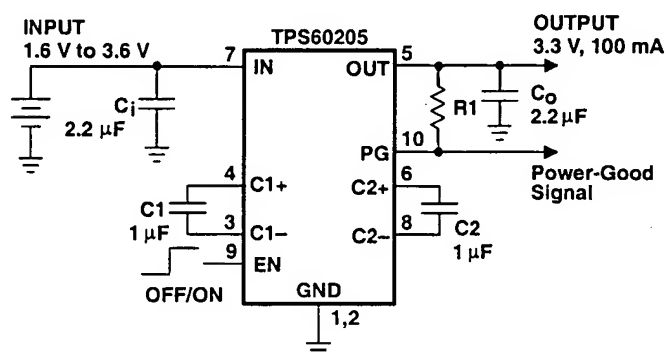 INPUT
1.6 V to 3.6 V
TPS60205
OUTPUT
3.3 V, 100 mA
7
IN
OUT
5
Ci
2.2 µF
R1
Co
2.2 µF
PG
10
Power-Good
Signal
4
C1+
C2+
6
C1
1 µF
3
C1–
C2–
8
C2
1 µF
9
EN
OFF/ON
GND
1,2